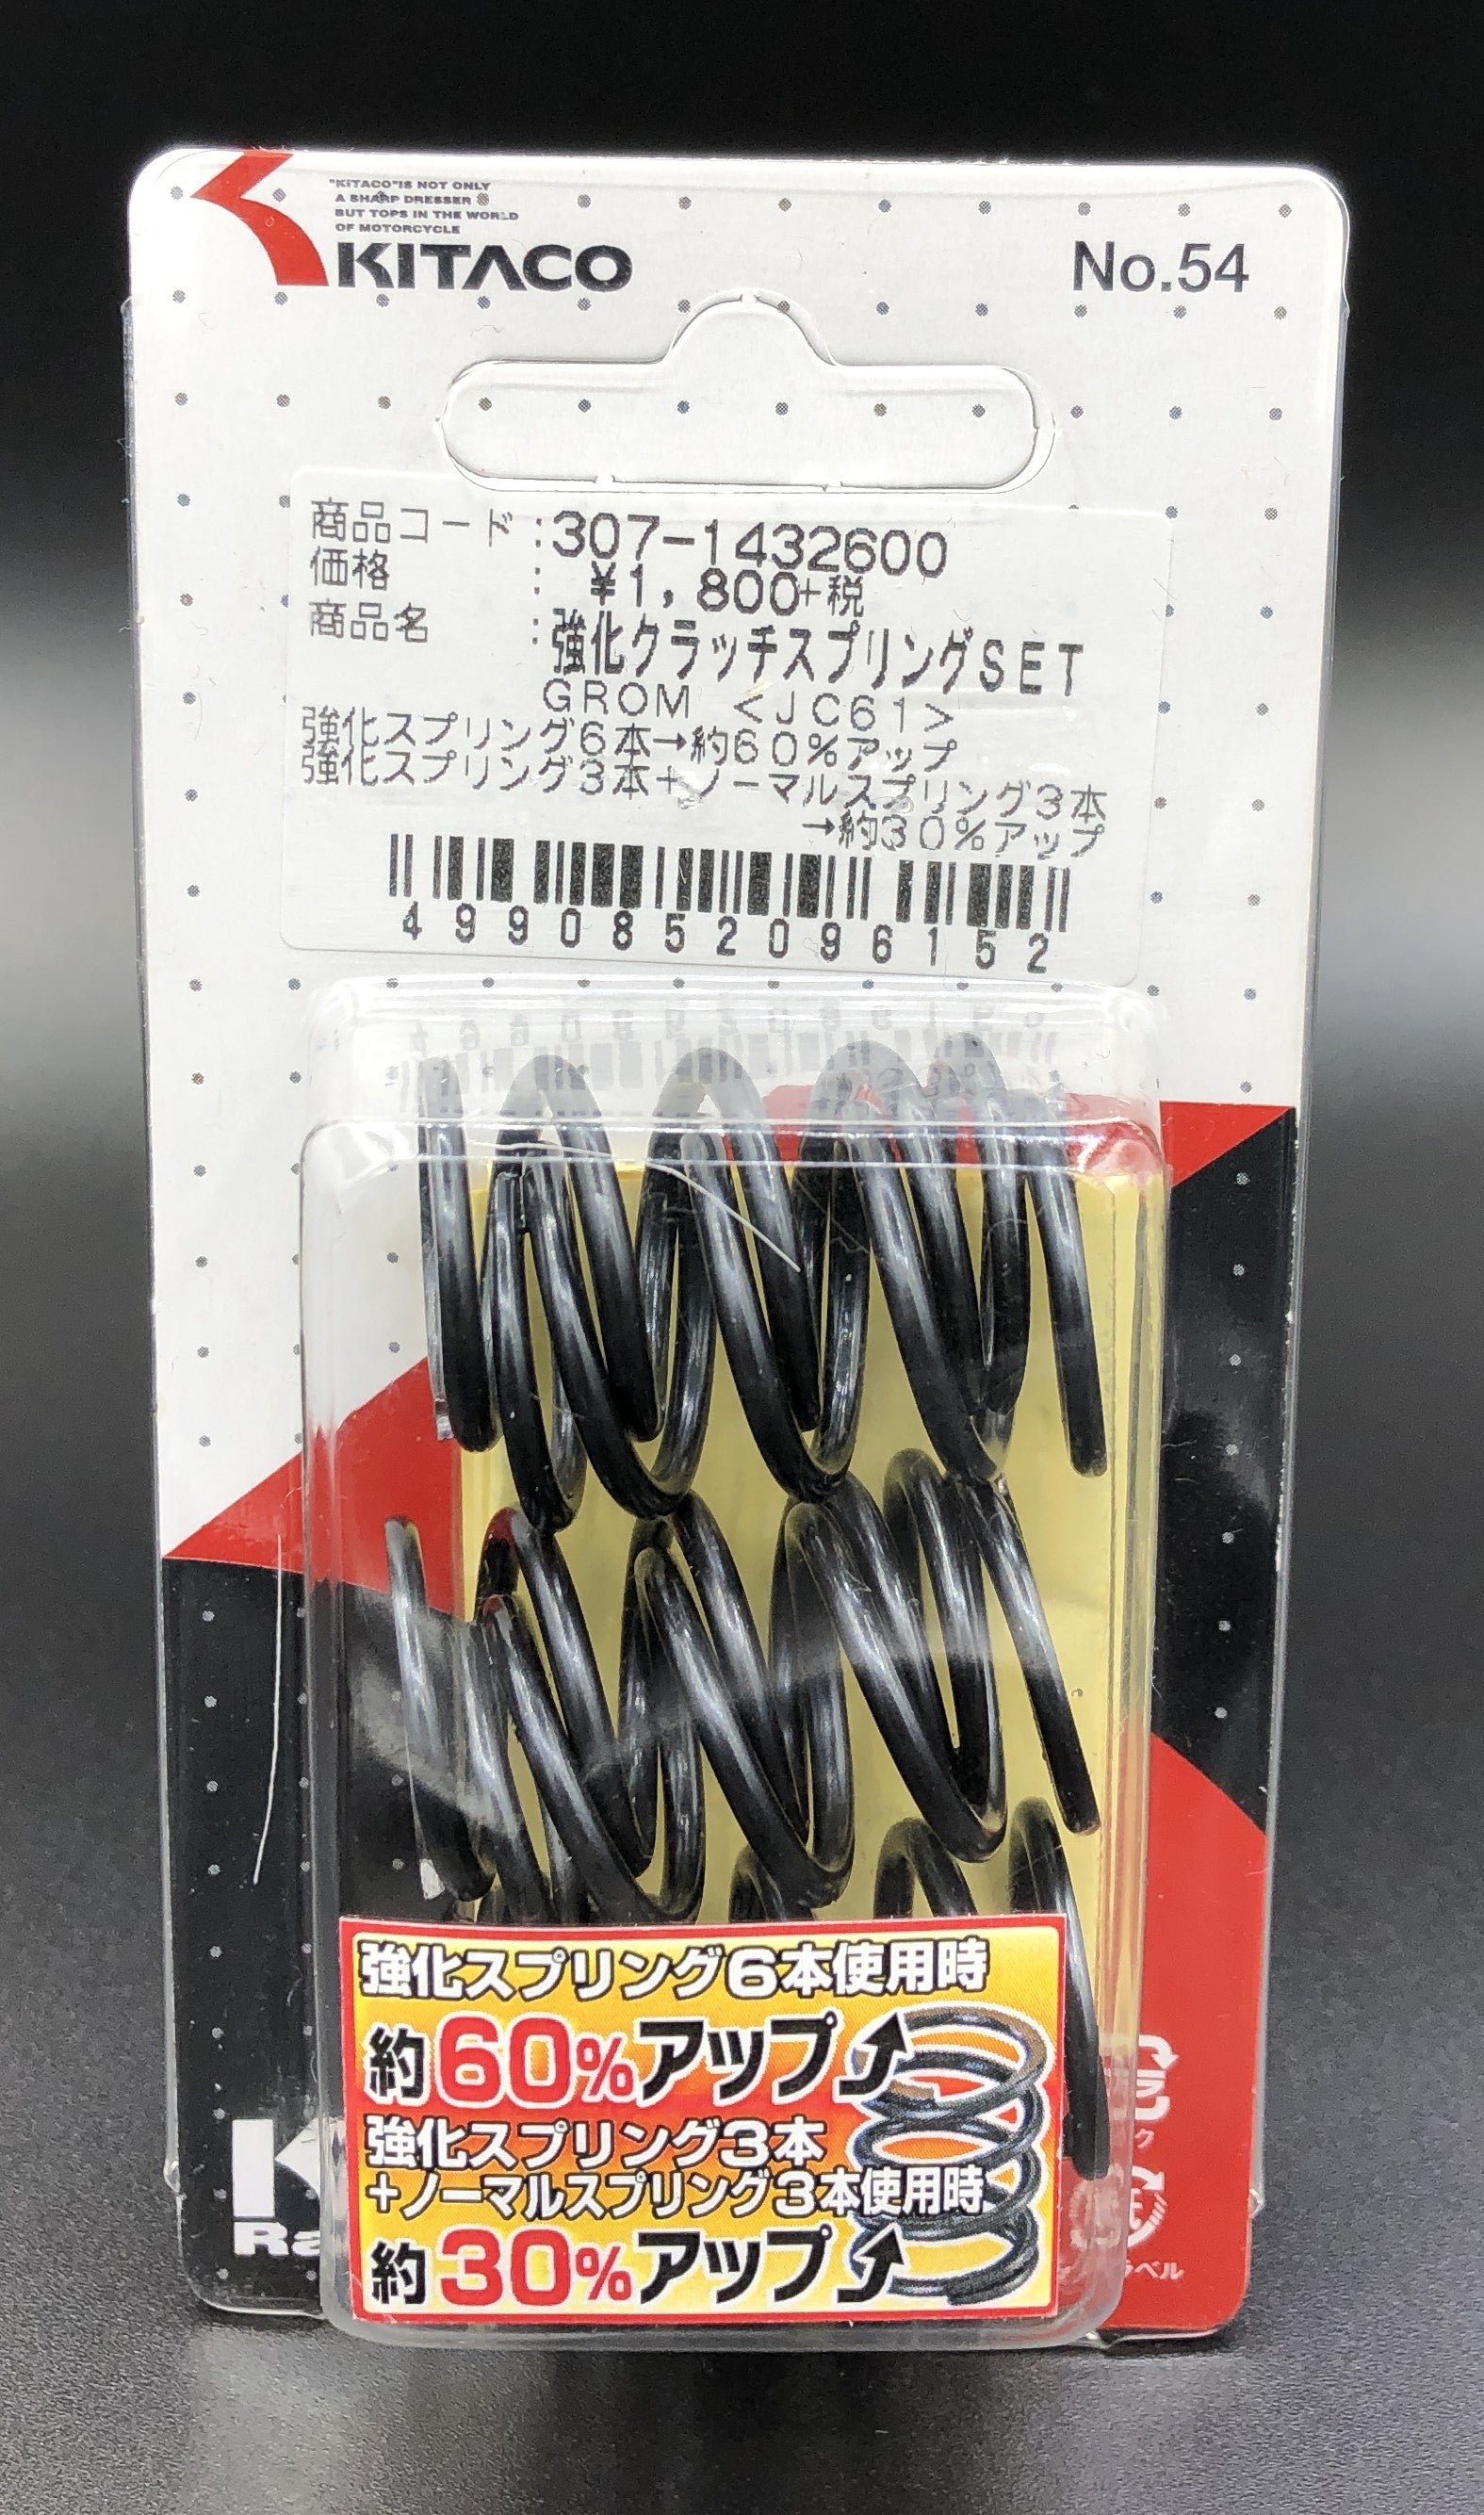 "KITACO"IS NOT ONLY
A SHARP DRESSER
BUT TOPS IN THE WORLD
OF MOTORCYCLE
KITACO
No.54
商品コード:307-1432600
価格 : ¥1,800+税
商品名 :強化クラッチスプリングSET
GROM <JC61>
強化スプリング6本→約60%アップ
強化スプリング3本+ノーマルスプリング3本
→約30%アップ
4990852096152
強化スプリング6本使用時
約60%アップ
強化スプリング3本
+ノーマルスプリング3本使用時
約30%アップ